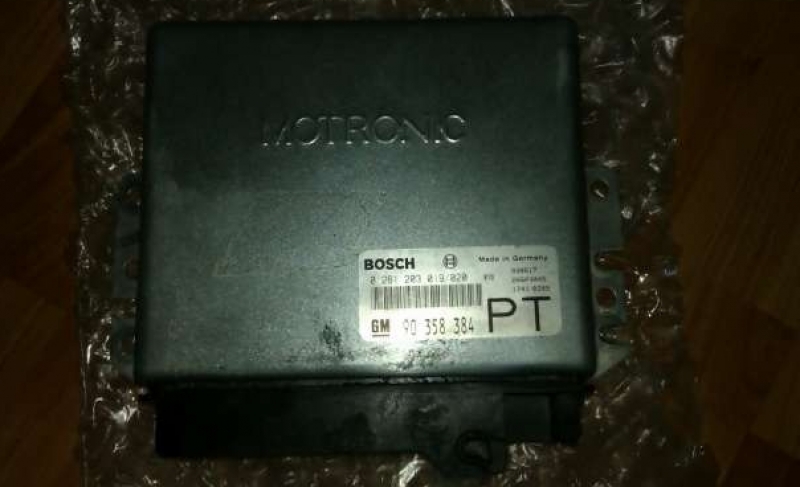 MOTRONIC
BOSCH Made in Germany
0 261 203 019/020
GM 90 358 384 PT